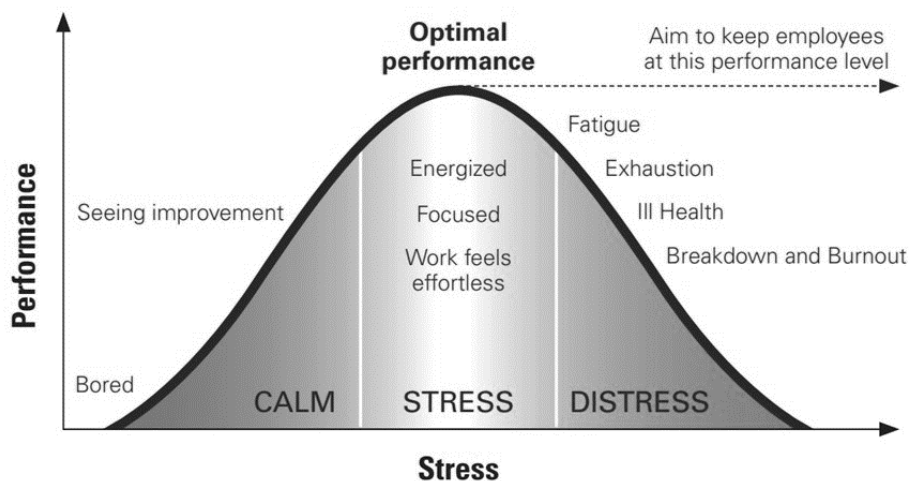 Optimal
performance
Aim to keep employees
at this performance level
Fatigue
Energized
Exhaustion
Seeing improvement
Focused
Ill Health
Work feels
effortless
Breakdown and Burnout
Performance
Bored
CALM
STRESS
DISTRESS
Stress